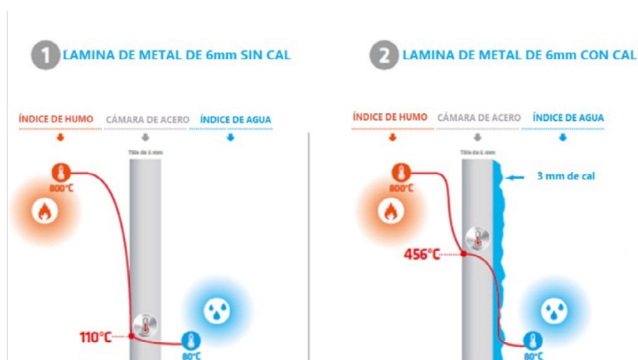 1 LAMINA DE METAL DE 6mm SIN CAL
ÍNDICE DE HUMO CÁMARA DE ACERO ÍNDICE DE AGUA
800°C
110°C
80°C
2 LAMINA DE METAL DE 6mm CON CAL
ÍNDICE DE HUMO CÁMARA DE ACERO ÍNDICE DE AGUA
3 mm de cal
800°C
456°C
80°C